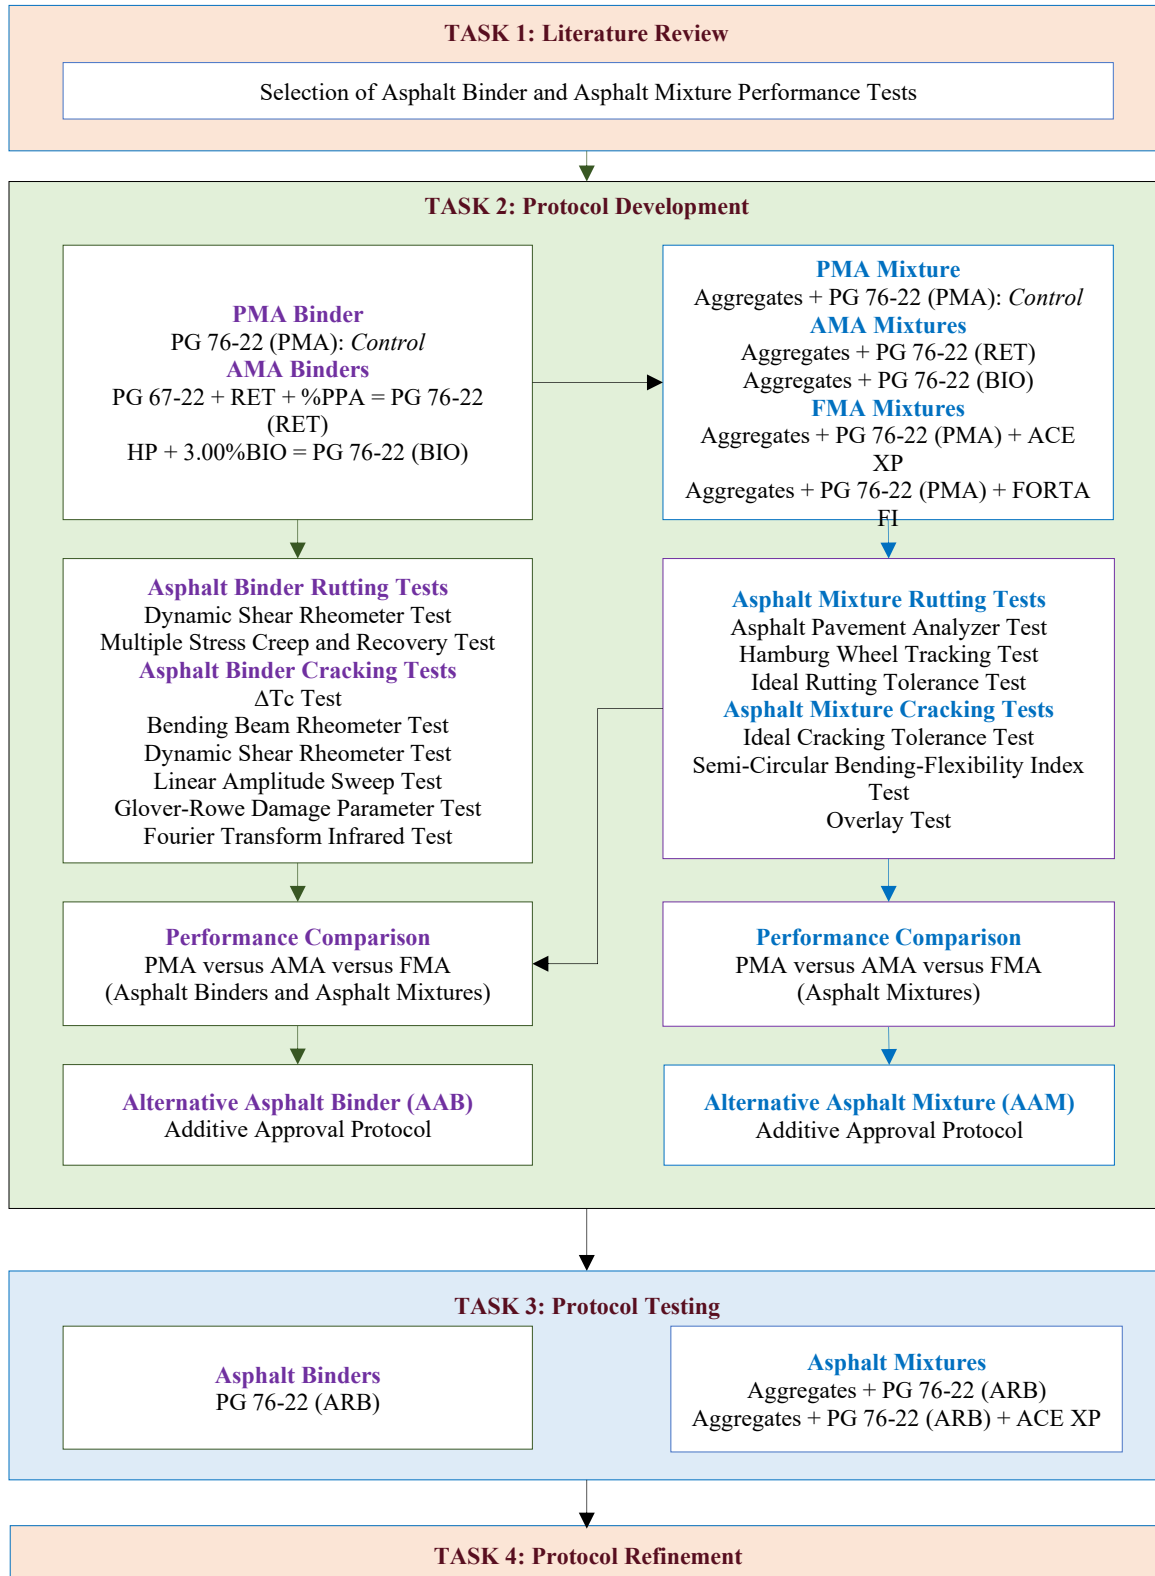 TASK 1: Literature Review
Selection of Asphalt Binder and Asphalt Mixture Performance Tests
TASK 2: Protocol Development
PMA Binder
PG 76-22 (PMA): Control
AMA Binders
PG 67-22 + RET + %PPA = PG 76-22
(RET)
HP + 3.00%BIO = PG 76-22 (BIO)
PMA Mixture
Aggregates + PG 76-22 (PMA): Control
AMA Mixtures
Aggregates + PG 76-22 (RET)
Aggregates + PG 76-22 (BIO)
FMA Mixtures
Aggregates + PG 76-22 (PMA) + ACE
XP
Aggregates + PG 76-22 (PMA) + FORTA
FI
Asphalt Binder Rutting Tests
Dynamic Shear Rheometer Test
Multiple Stress Creep and Recovery Test
Asphalt Binder Cracking Tests
ΔTc Test
Bending Beam Rheometer Test
Dynamic Shear Rheometer Test
Linear Amplitude Sweep Test
Glover-Rowe Damage Parameter Test
Fourier Transform Infrared Test
Asphalt Mixture Rutting Tests
Asphalt Pavement Analyzer Test
Hamburg Wheel Tracking Test
Ideal Rutting Tolerance Test
Asphalt Mixture Cracking Tests
Ideal Cracking Tolerance Test
Semi-Circular Bending-Flexibility Index
Test
Overlay Test
Performance Comparison
PMA versus AMA versus FMA
(Asphalt Binders and Asphalt Mixtures)
Performance Comparison
PMA versus AMA versus FMA
(Asphalt Mixtures)
Alternative Asphalt Binder (AAB)
Additive Approval Protocol
Alternative Asphalt Mixture (AAM)
Additive Approval Protocol
TASK 3: Protocol Testing
Asphalt Binders
PG 76-22 (ARB)
Asphalt Mixtures
Aggregates + PG 76-22 (ARB)
Aggregates + PG 76-22 (ARB) + ACE XP
TASK 4: Protocol Refinement